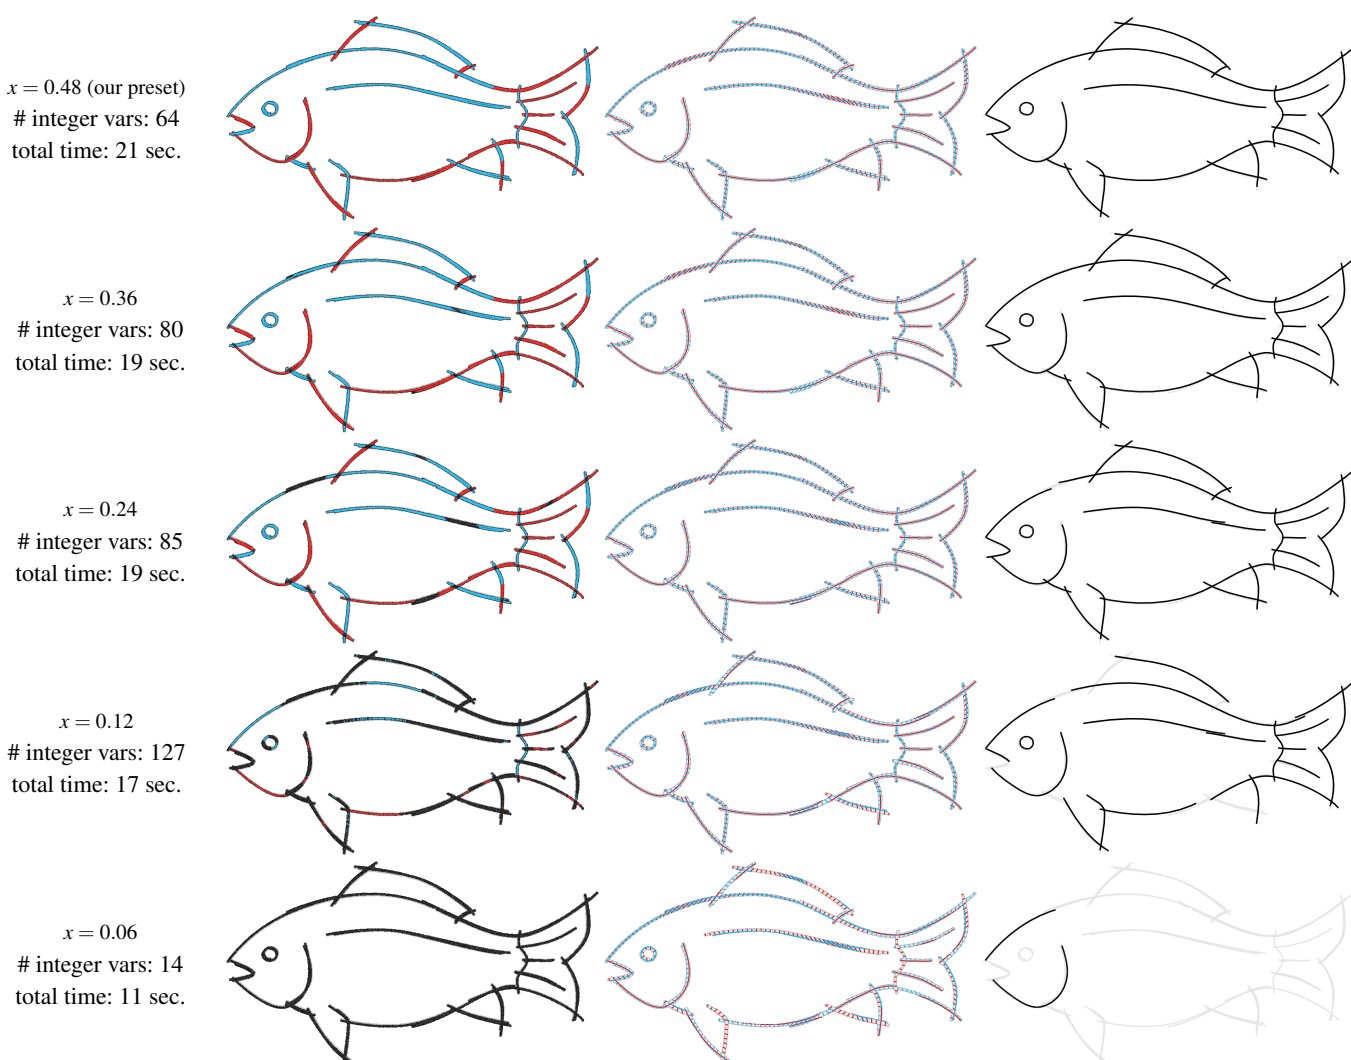 x = 0.48 (our preset)
# integer vars: 64
total time: 21 sec.
x = 0.36
# integer vars: 80
total time: 19 sec.
x = 0.24
# integer vars: 85
total time: 19 sec.
x = 0.12
# integer vars: 127
total time: 17 sec.
x = 0.06
# integer vars: 14
total time: 11 sec.